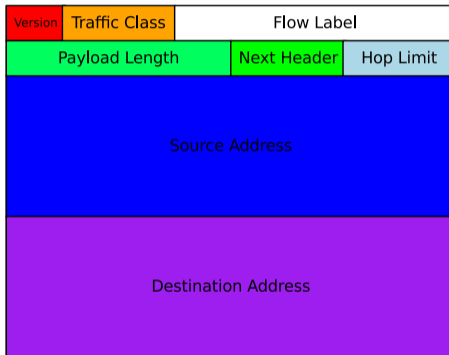 Version Traffic Class Flow Label
Payload Length Next Header Hop Limit
Source Address
Destination Address